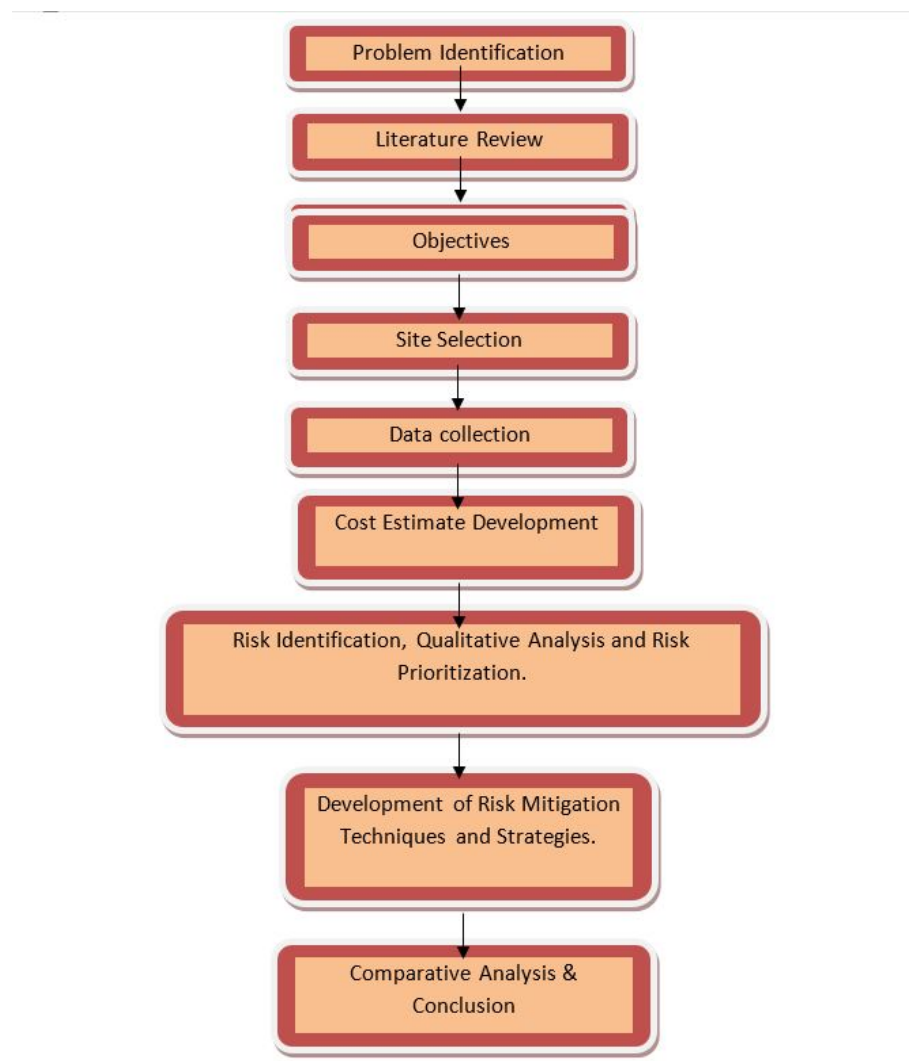 Problem Identification
Literature Review
Objectives
Site Selection
Data collection
Cost Estimate Development
Risk Identification, Qualitative Analysis and Risk
Prioritization.
Development of Risk Mitigation
Techniques and Strategies.
Comparative Analysis &
Conclusion